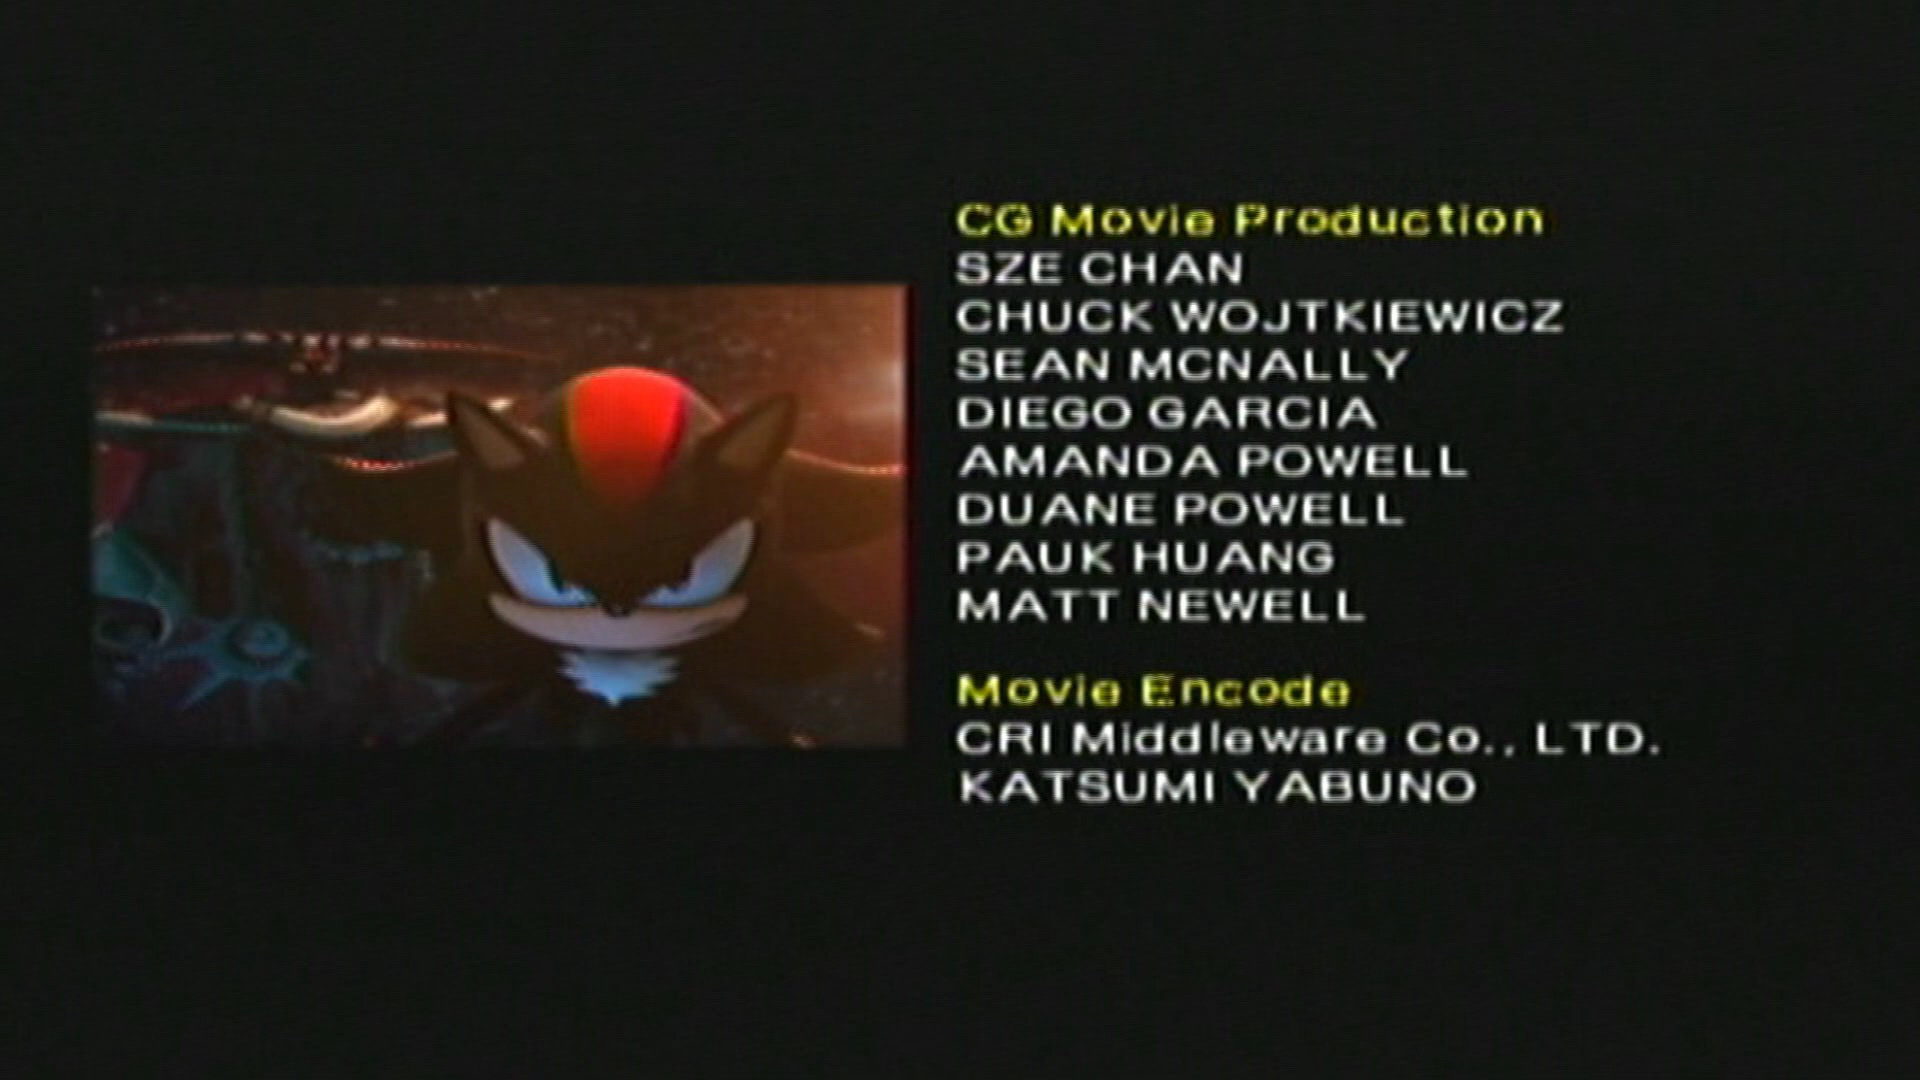 CG Movie Production
SZE CHAN
CHUCK WOJTKIEWICZ
SEAN MCNALLY
DIEGO GARCIA
AMANDA POWELL
DUANE POWELL
PAUK HUANG
MATT NEWELL
Movie Encode
CRI Middleware Co., LTD.
KATSUMI YABUNO